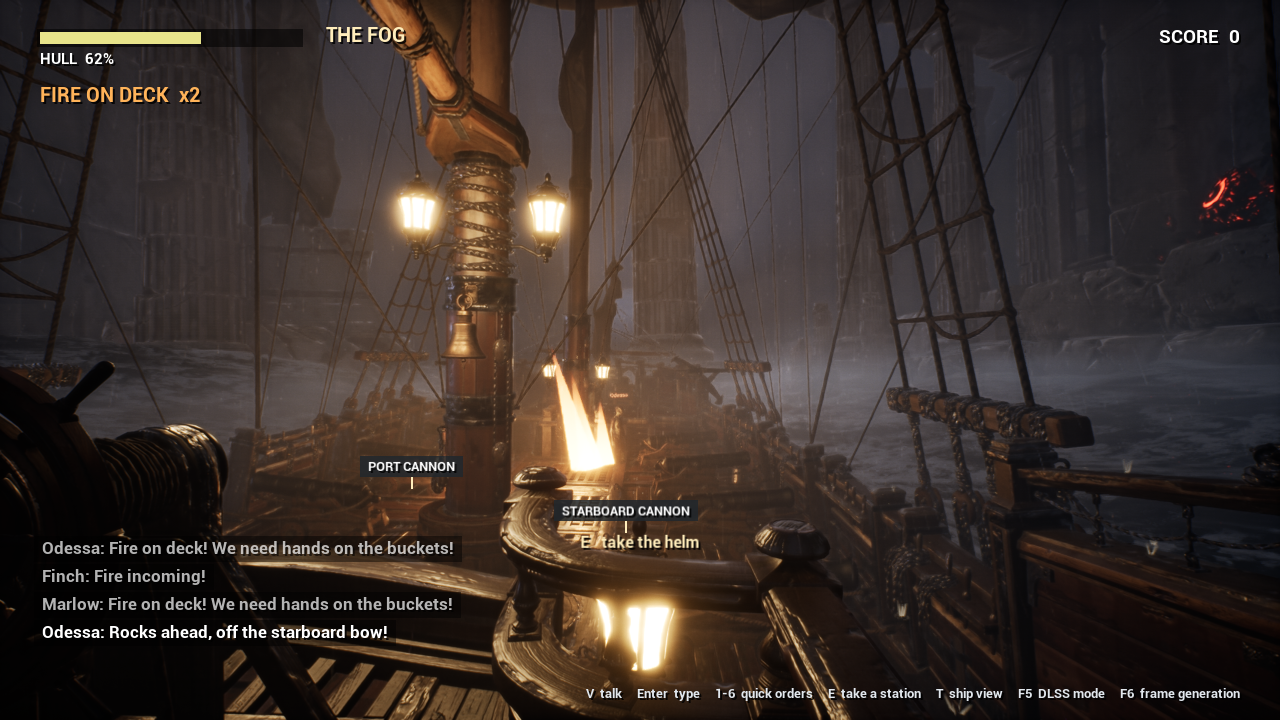 THE FOG
SCORE 0
HULL 62%
FIRE ON DECK x2
PORT CANNON
STARBOARD CANNON
E take the helm
Odessa: Fire on deck! We need hands on the buckets!
Finch: Fire incoming!
Marlow: Fire on deck! We need hands on the buckets!
Odessa: Rocks ahead, off the starboard bow!
V talk Enter type 1-6 quick orders E take a station T ship view F5 DLSS mode F6 frame generation